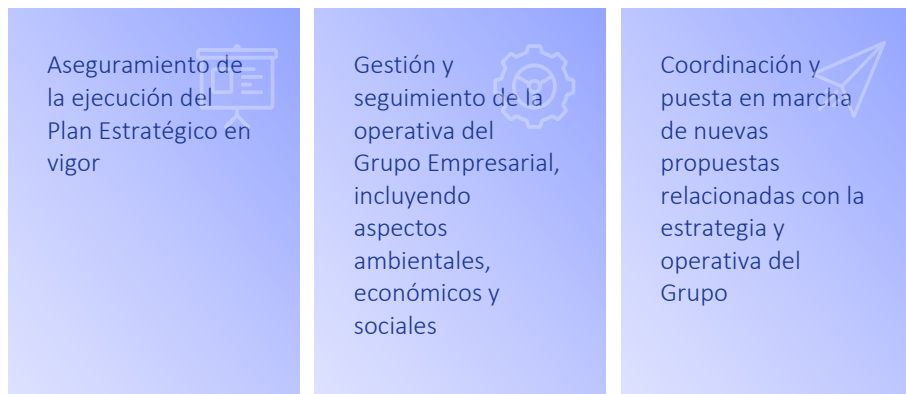 Aseguramiento de
la ejecución del
Plan Estratégico en
vigor
Gestión y
seguimiento de la
operativa del
Grupo Empresarial,
incluyendo
aspectos
ambientales,
económicos y
sociales
Coordinación y
puesta en marcha
de nuevas
propuestas
relacionadas con la
estrategia y
operativa del
Grupo